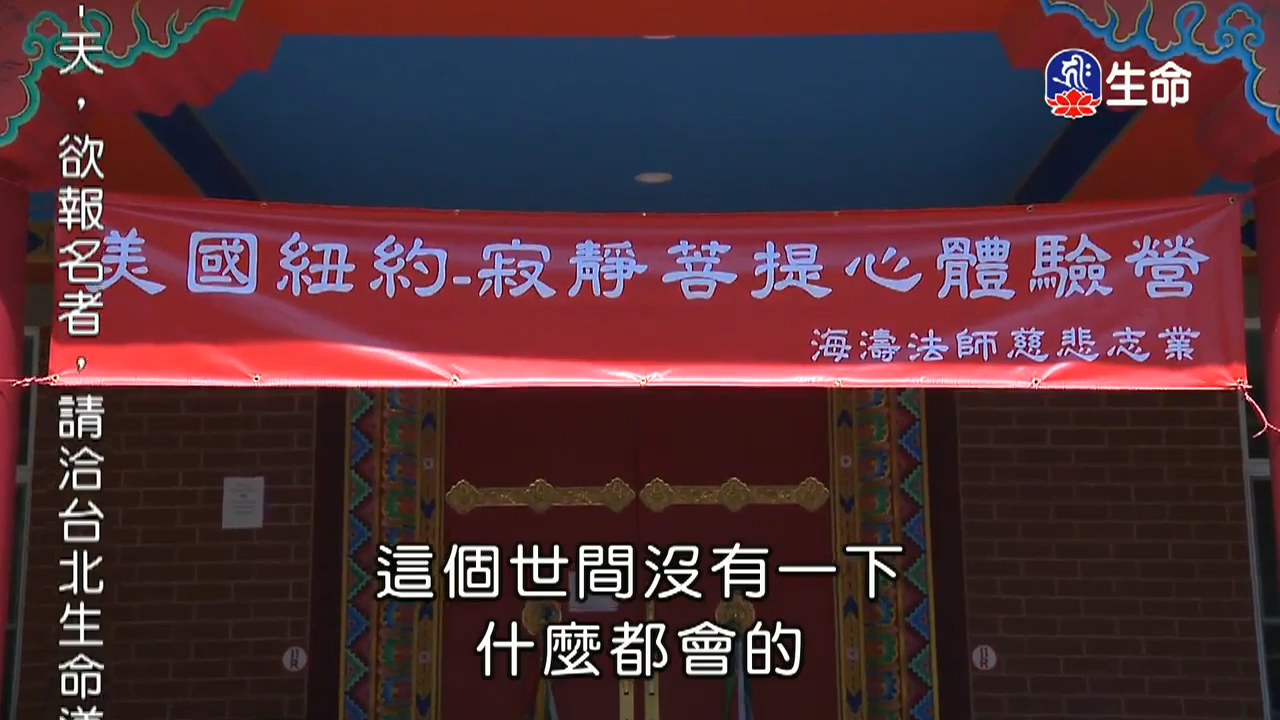 生命
天，欲報名者，請洽台北生命道
美國紐約-寂靜菩提心體驗營
海濤法師慈悲志業
這個世間沒有一下
什麼都會的